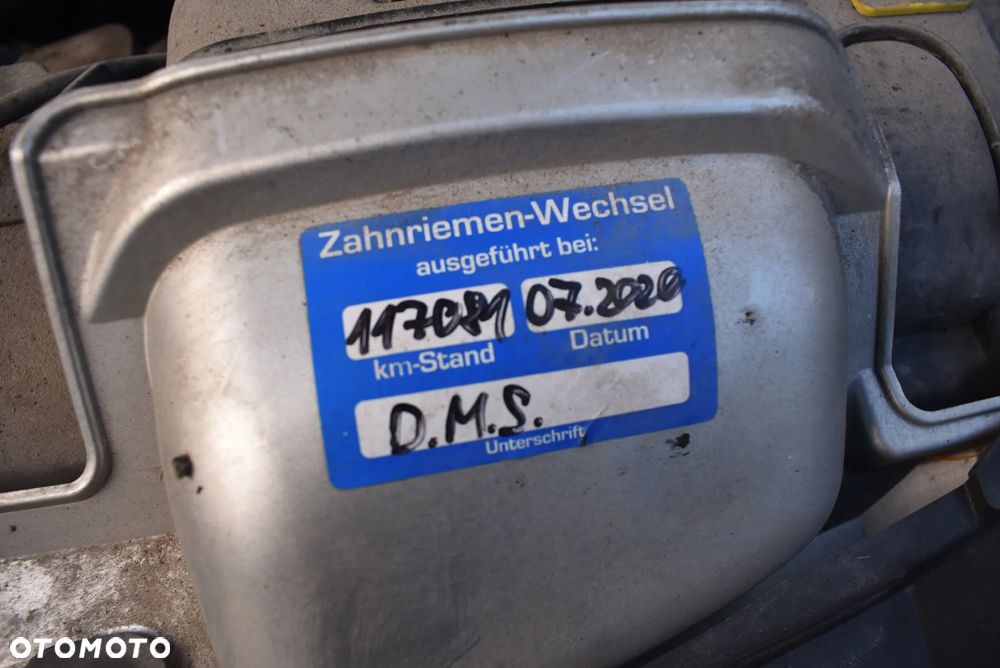 Zahnriemen-Wechsel
ausgeführt bei:
117081 07.2020
km-Stand Datum
D.M.S.
Unterschrift
OTOMOTO